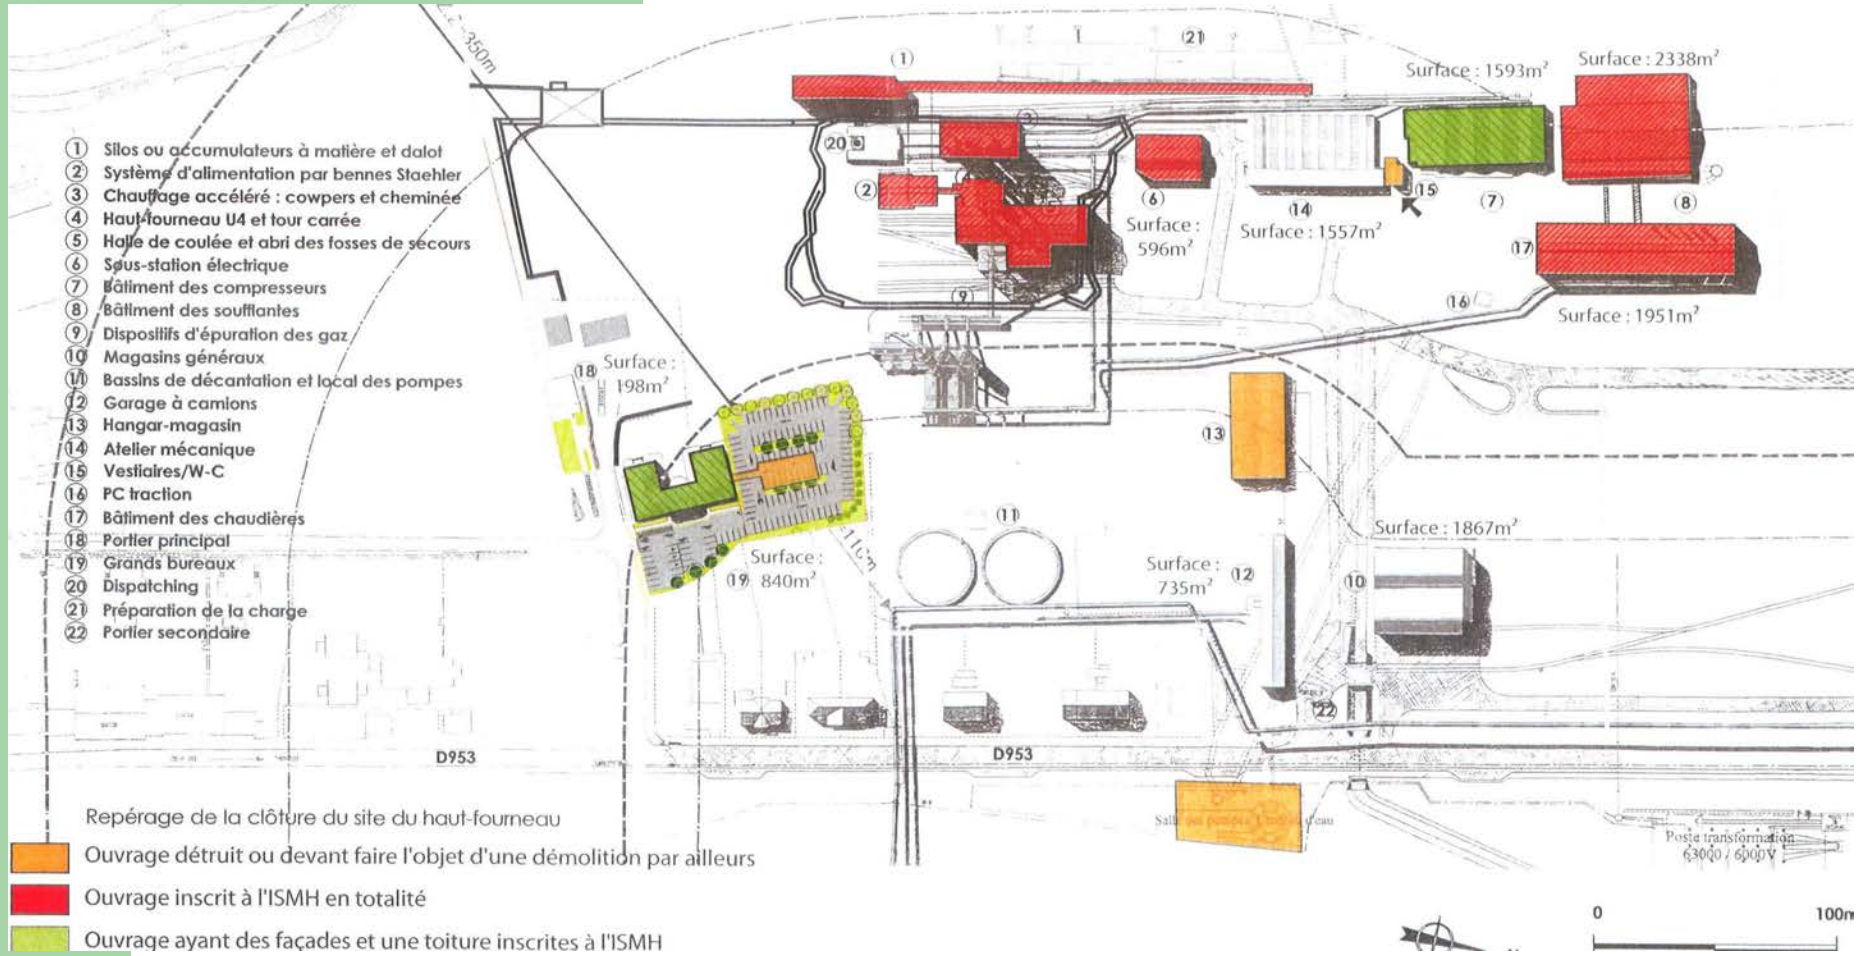 ~350m
21
1
Surface : 1593m²
Surface : 2338m²
1 Silos ou accumulateurs à matière et dalot
2 Système d'alimentation par bennes Staehler
3 Chauffage accéléré : cowpers et cheminée
4 Haut-fourneau U4 et tour carrée
5 Halle de coulée et abri des fosses de secours
6 Sous-station électrique
7 Bâtiment des compresseurs
8 Bâtiment des soufflantes
9 Dispositifs d'épuration des gaz
10 Magasins généraux
11 Bassins de décantation et local des pompes
12 Garage à camions
13 Hangar-magasin
14 Atelier mécanique
15 Vestiaires/W-C
16 PC traction
17 Bâtiment des chaudières
18 Portier principal
19 Grands bureaux
20 Dispatching
21 Préparation de la charge
22 Portier secondaire
20
3
2
6
Surface :
596m²
14
Surface : 1557m²
15
7
8
17
16
Surface : 1951m²
9
18
Surface :
198m²
13
11
~110m
19
Surface :
840m²
Surface :
735m²
12
Surface : 1867m²
10
22
D953
D953
Salle des pompes
d'eau
Poste transformation
63000 / 6000V
Repérage de la clôture du site du haut-fourneau
Ouvrage détruit ou devant faire l'objet d'une démolition par ailleurs
Ouvrage inscrit à l'ISMH en totalité
Ouvrage ayant des façades et une toiture inscrites à l'ISMH
0
100m